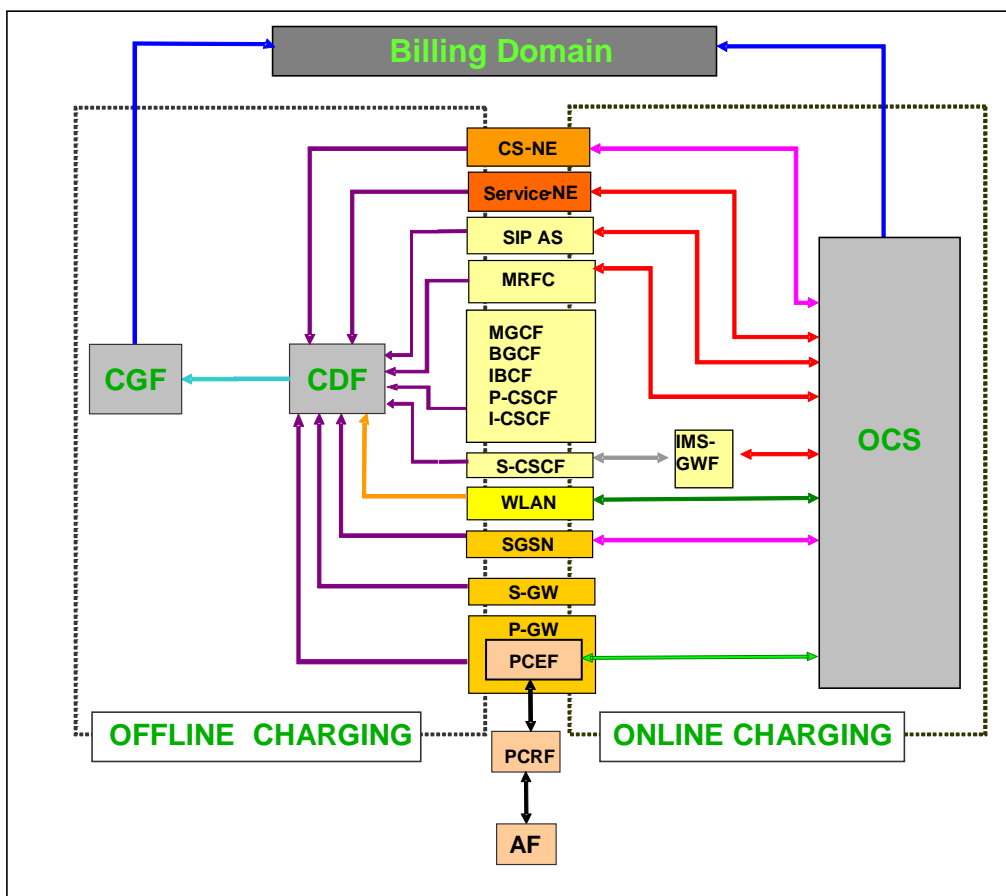 Billing Domain
CS-NE
Service-NE
SIP AS
MRFC
MGCF
BGCF
IBCF
P-CSCF
I-CSCF
CGF
CDF
OCS
IMS-
GWF
S-CSCF
WLAN
SGSN
S-GW
P-GW
PCEF
OFFLINE CHARGING
ONLINE CHARGING
PCRF
AF